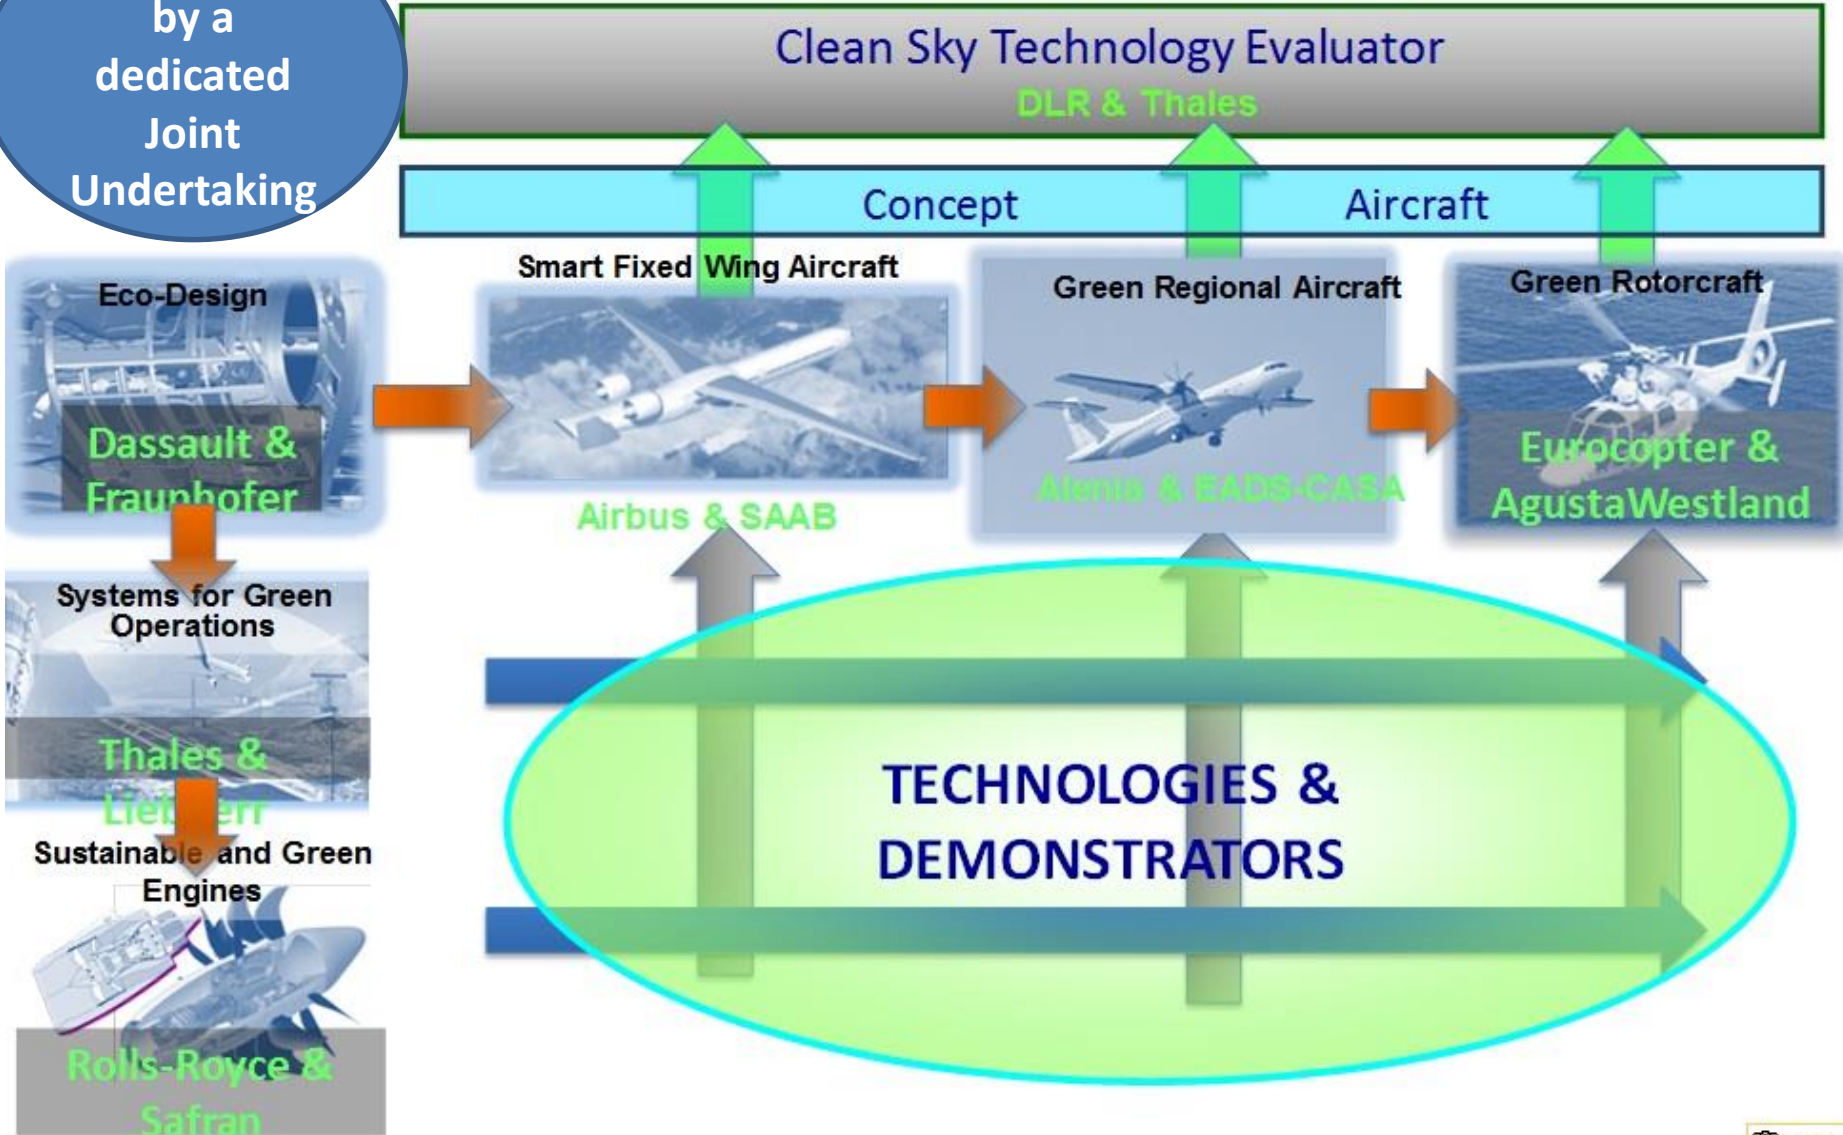 by a
dedicated
Joint
Undertaking
Clean Sky Technology Evaluator
DLR & Thales
Concept Aircraft
Eco-Design
Dassault &
Fraunhofer
Smart Fixed Wing Aircraft
Airbus & SAAB
Green Regional Aircraft
Alenia & EADS-CASA
Green Rotorcraft
Eurocopter &
AgustaWestland
Systems for Green
Operations
Thales &
Liebherr
Sustainable and Green
Engines
Rolls-Royce &
Safran
TECHNOLOGIES &
DEMONSTRATORS